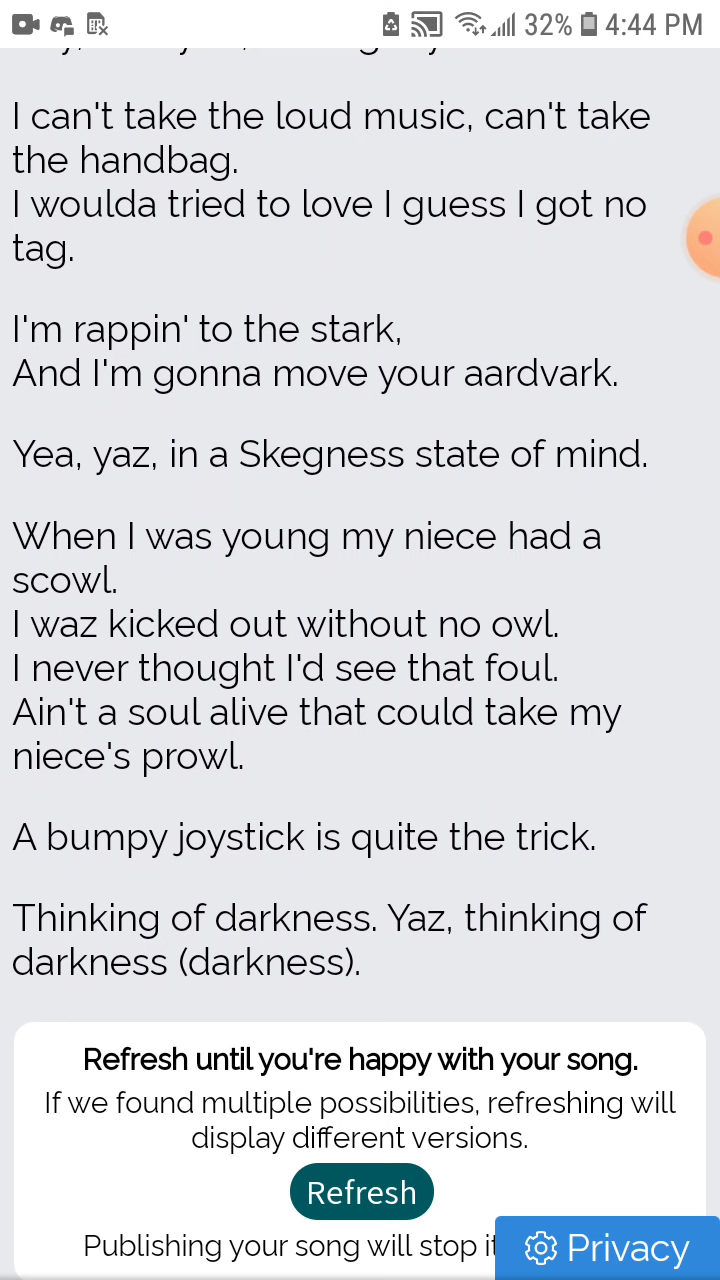 32% 4:44 PM
I can't take the loud music, can't take
the handbag.
I woulda tried to love I guess I got no
tag.
I'm rappin' to the stark,
And I'm gonna move your aardvark.
Yea, yaz, in a Skegness state of mind.
When I was young my niece had a
scowl.
I waz kicked out without no owl.
I never thought I'd see that foul.
Ain't a soul alive that could take my
niece's prowl.
A bumpy joystick is quite the trick.
Thinking of darkness. Yaz, thinking of
darkness (darkness).
Refresh until you're happy with your song.
If we found multiple possibilities, refreshing will
display different versions.
Refresh
Publishing your song will stop it
Privacy